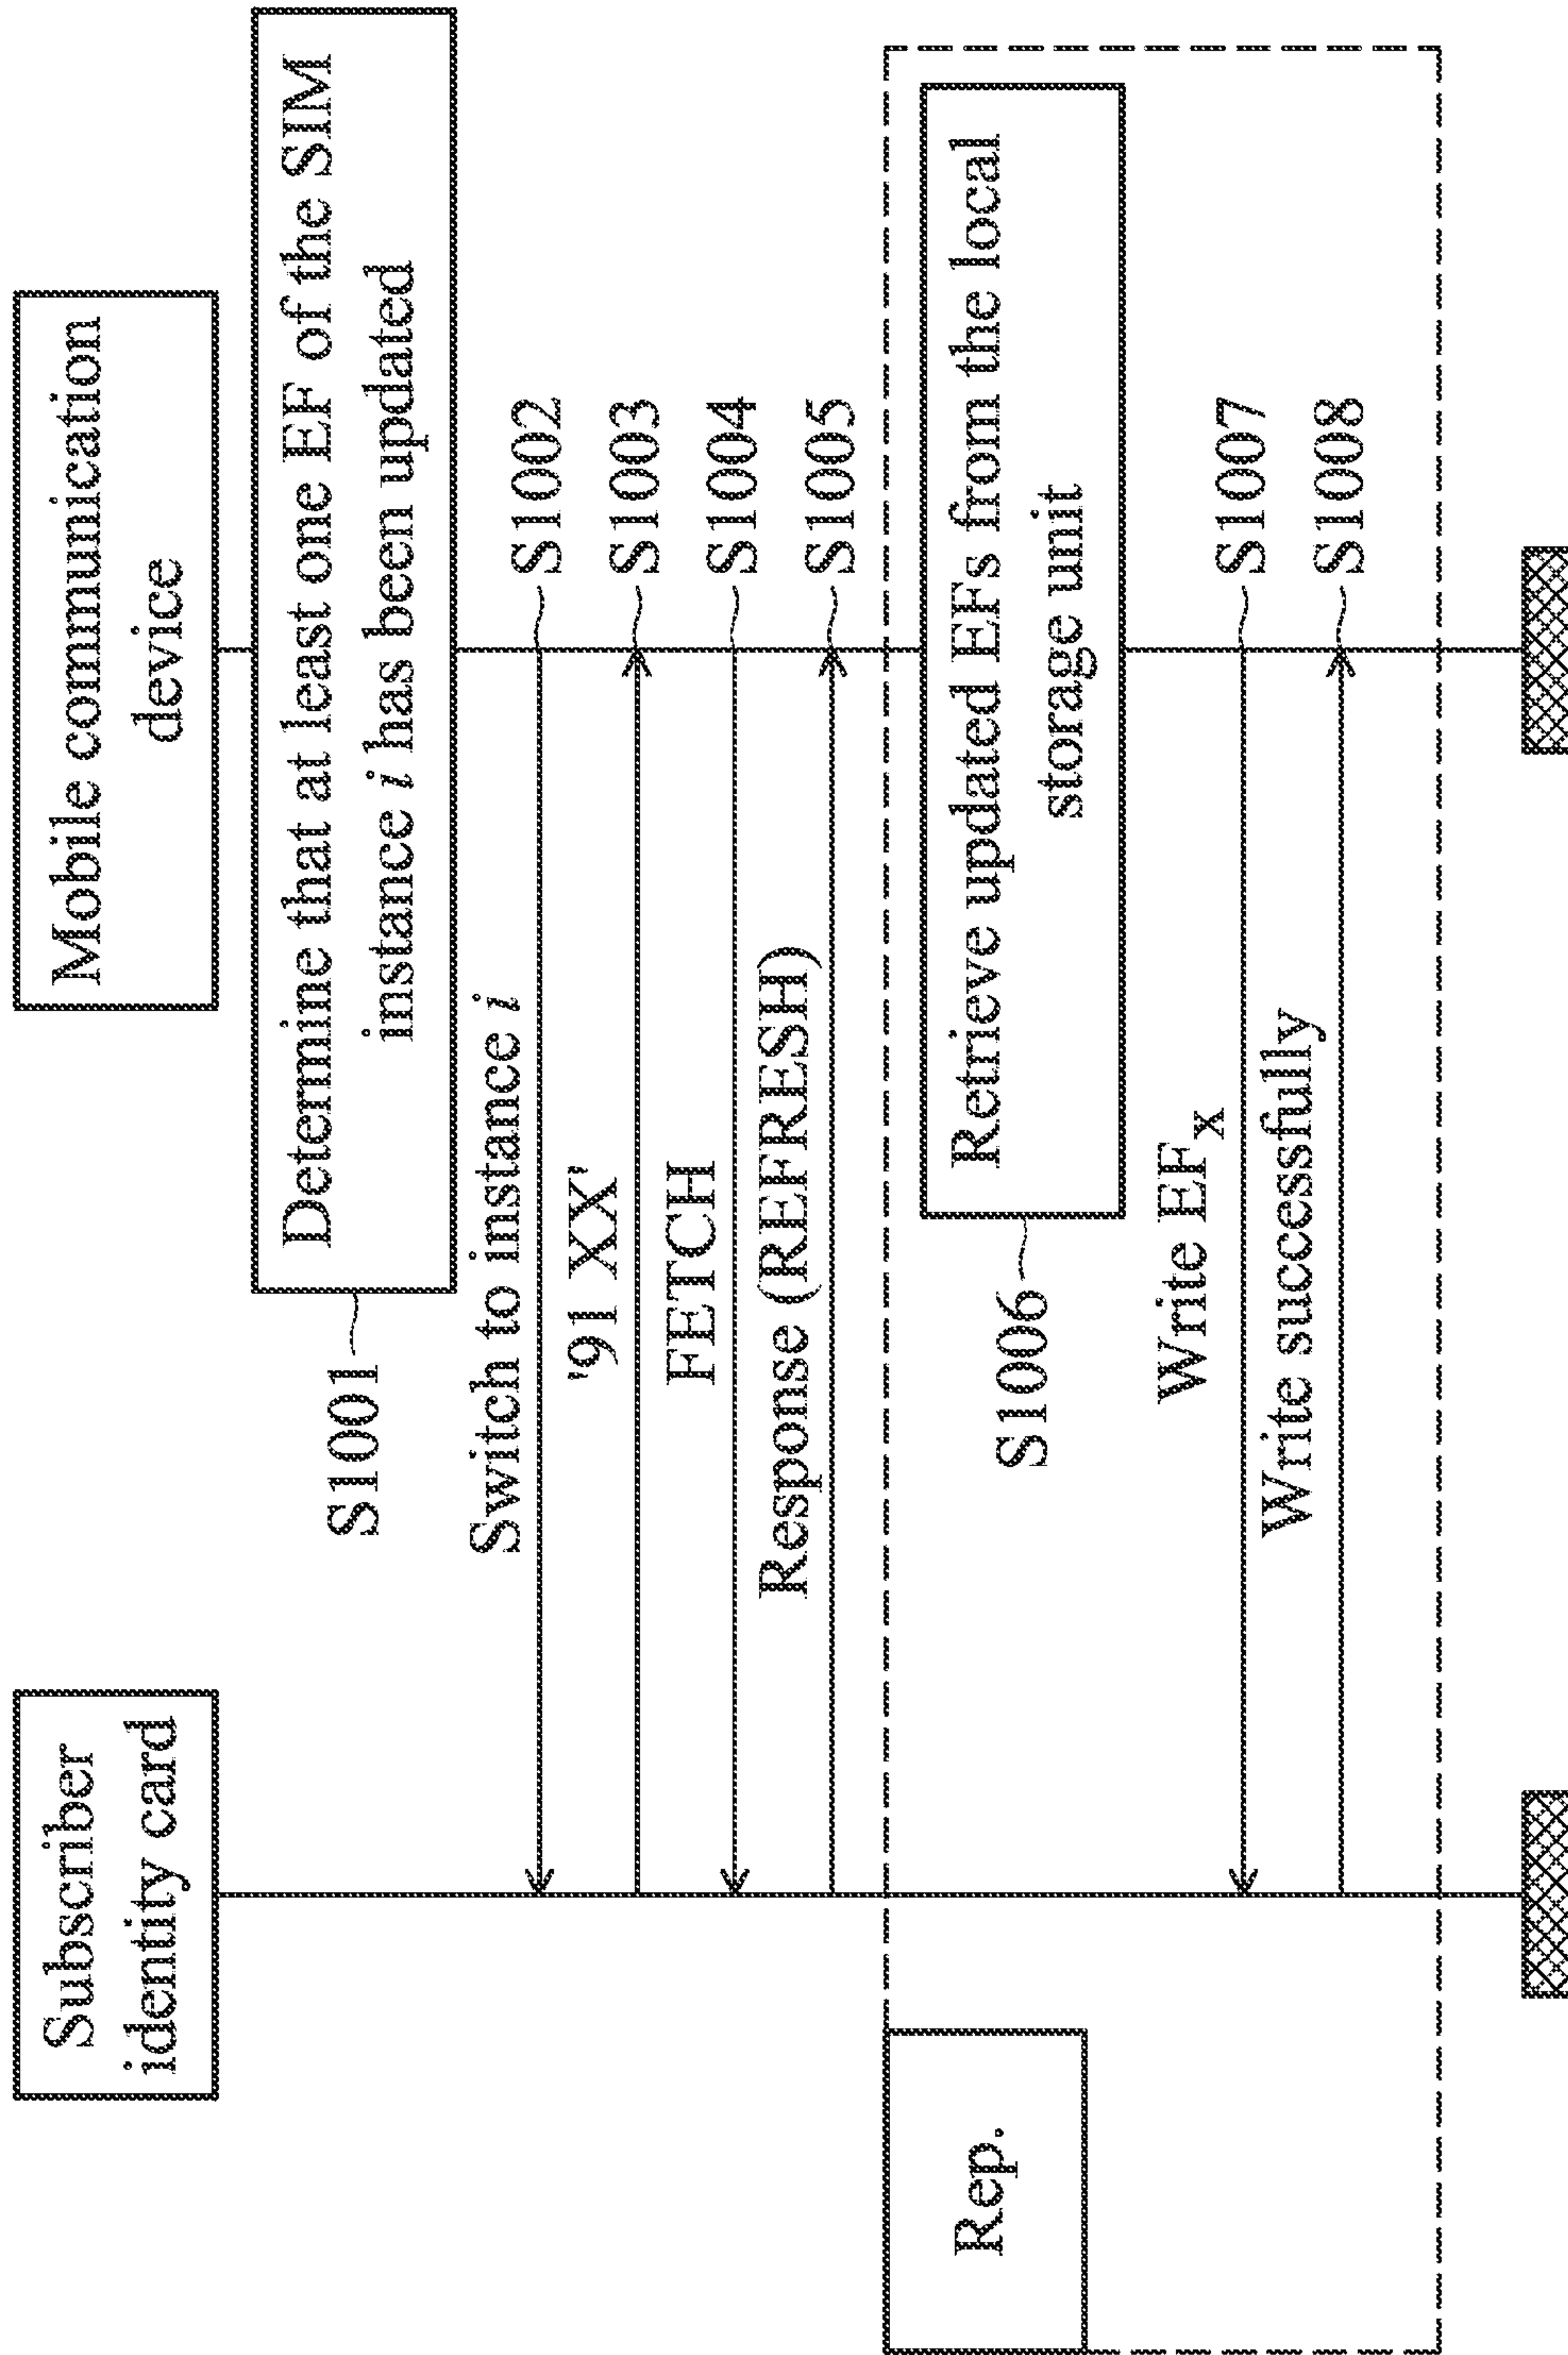 Subscriber
identity card
Mobile communication
device
Determine that at least one EF of the SIM
instance i has been updated
S1001
Switch to instance i
S1002
'91 XX'
S1003
FETCH
S1004
Response (REFRESH)
S1005
Rep.
Retrieve updated EFs from the local
storage unit
S1006
Write EFx
S1007
Write successfully
S1008